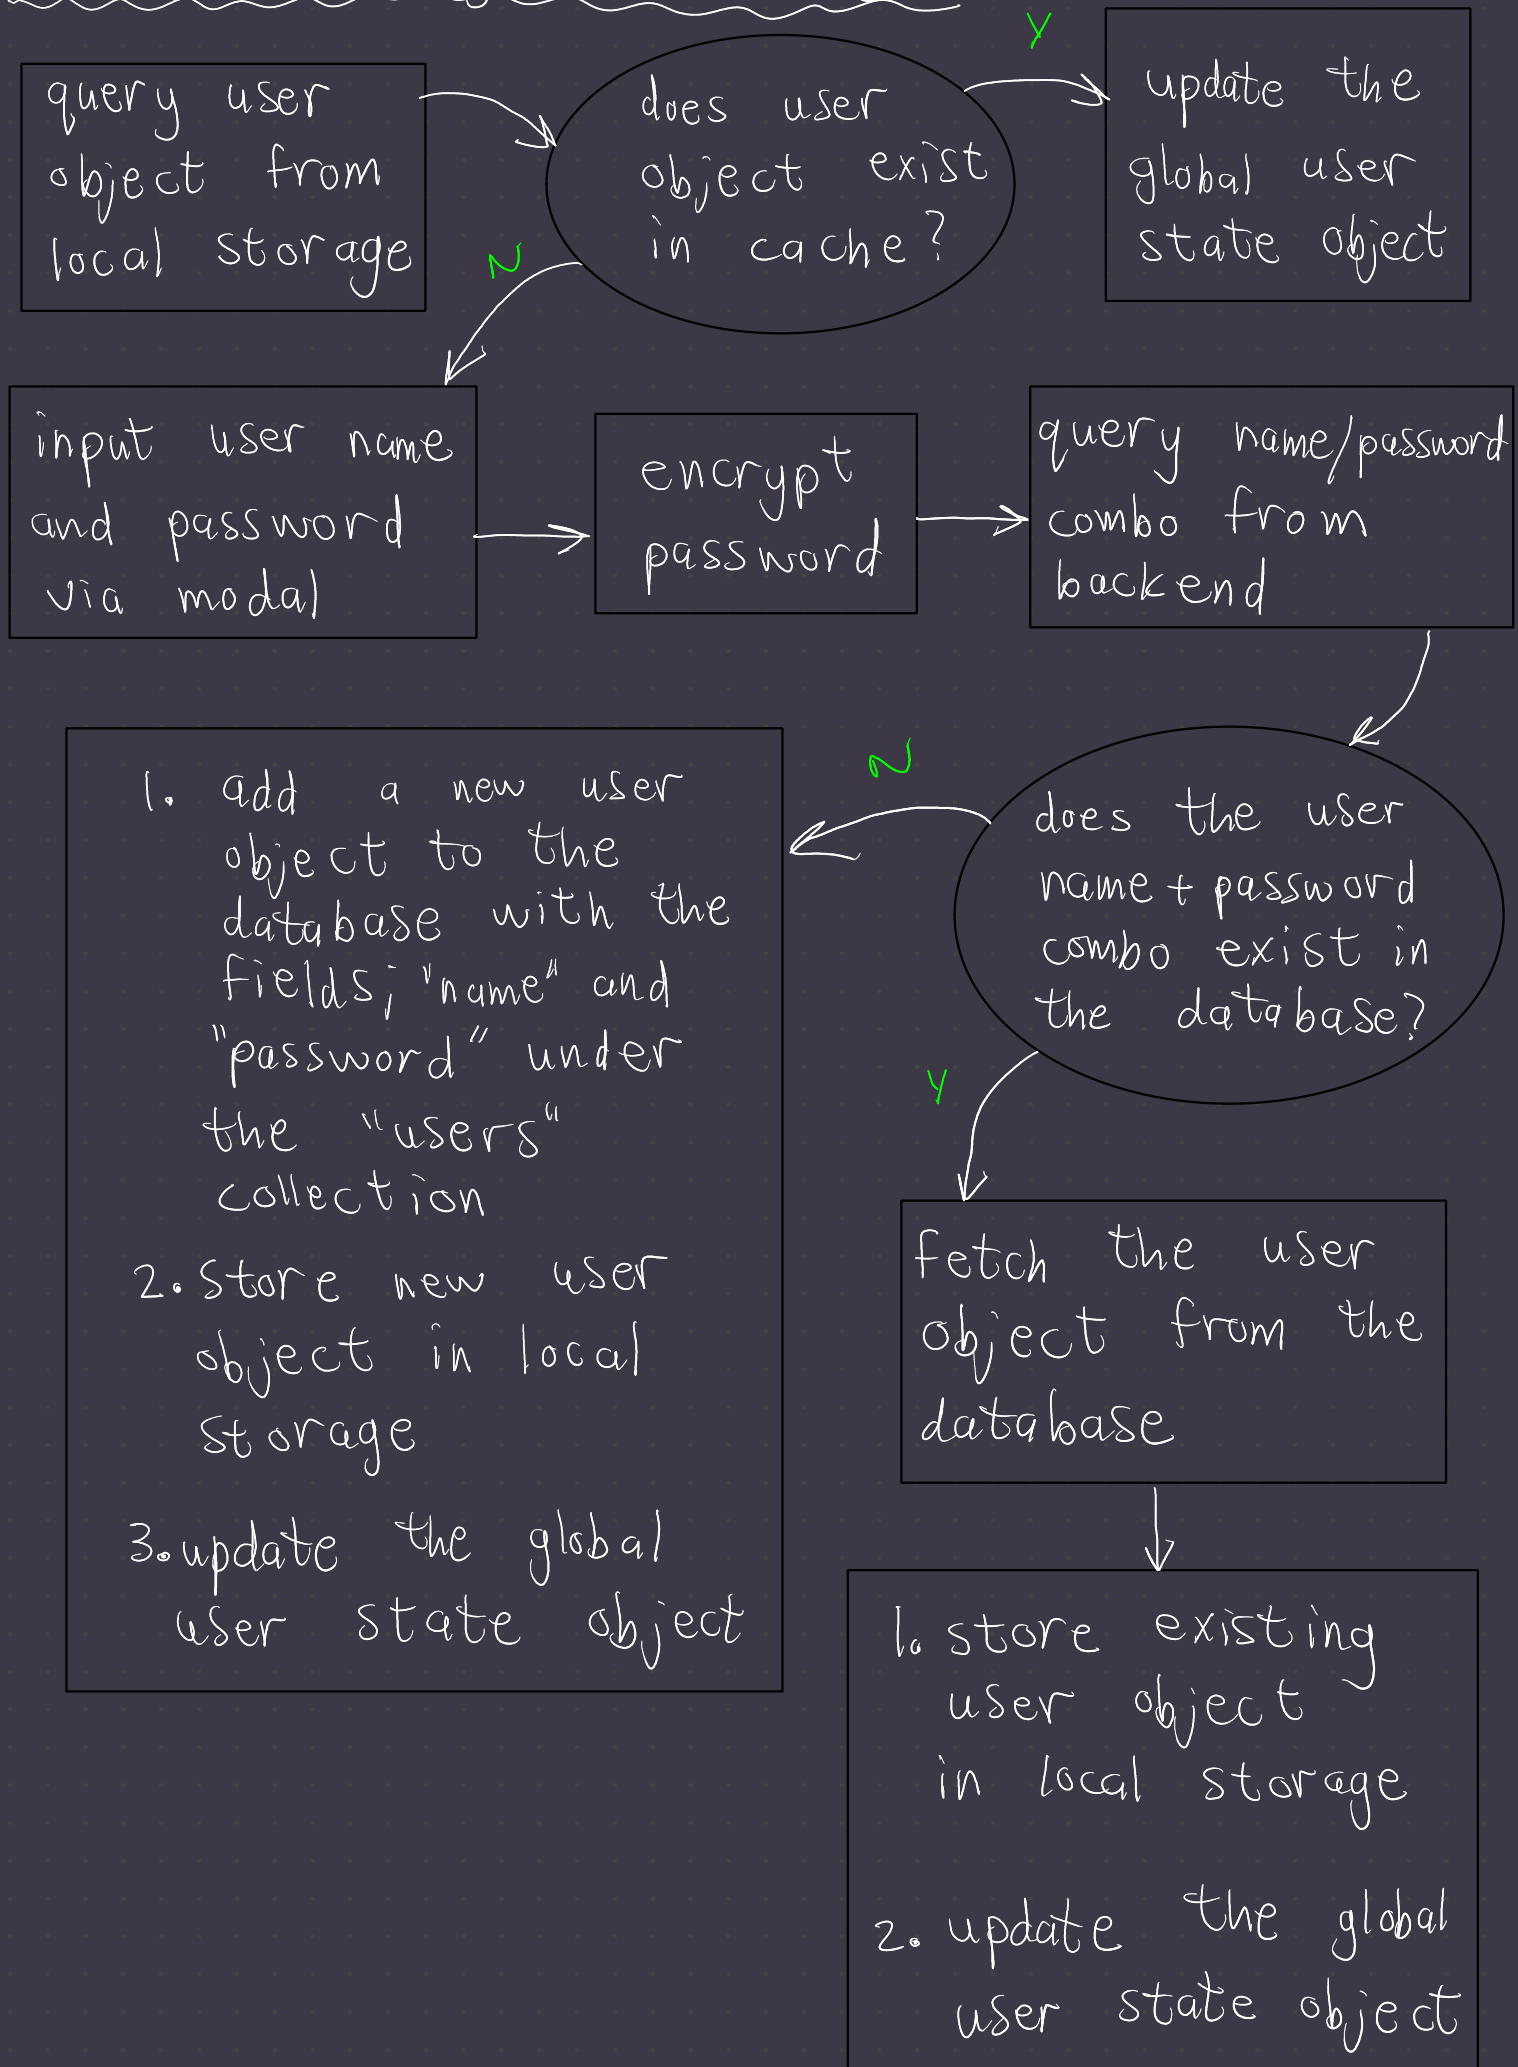 query user
object from
local storage
does user
object exist
in cache?
Y
update the
global user
state object
N
input user name
and password
via modal
encrypt
password
query name/password
combo from
backend
does the user
name + password
combo exist in
the database?
N
1. add a new user
object to the
database with the
fields; "name" and
"password" under
the "users"
collection
2. store new user
object in local
storage
3. update the global
user state object
Y
fetch the user
object from the
database
1. store existing
user object
in local storage
2. update the global
user state object